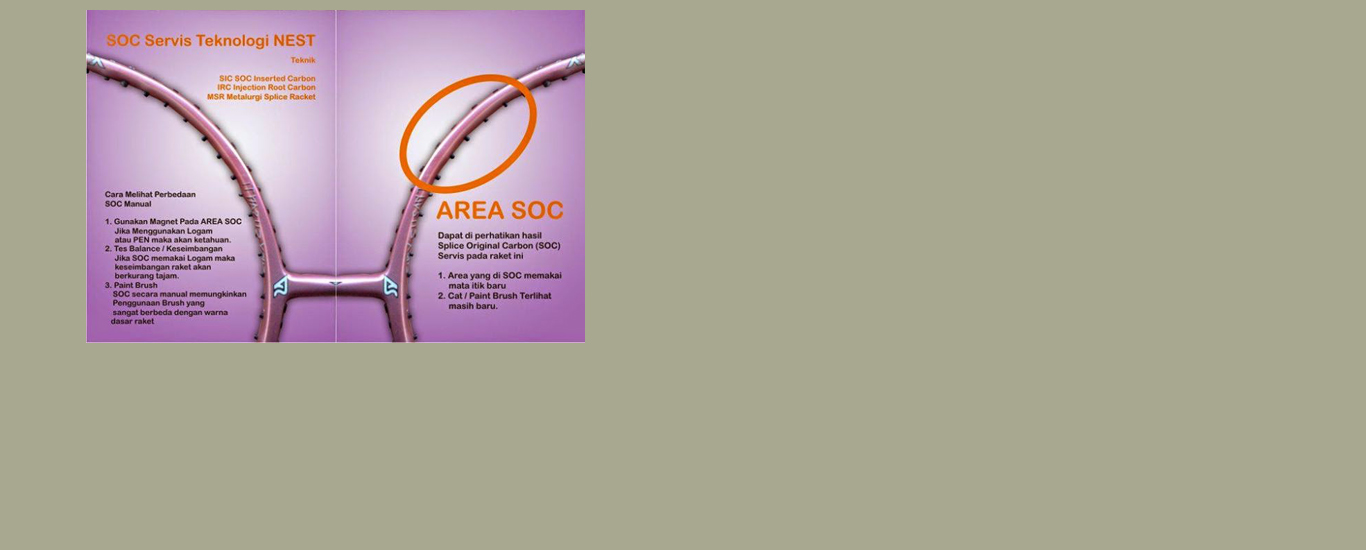 SOC Servis Teknologi NEST
Teknik
SIC SOC Inserted Carbon
IRC Injection Root Carbon
MSR Metalurgi Splice Racket
Cara Melihat Perbedaan
SOC Manual
1. Gunakan Magnet Pada AREA SOC
Jika Menggunakan Logam
atau PEN maka akan ketahuan.
2. Tes Balance / Keseimbangan
Jika SOC memakai Logam maka
keseimbangan raket akan
berkurang tajam.
3. Paint Brush
SOC secara manual memungkinkan
Penggunaan Brush yang
sangat berbeda dengan warna
dasar raket
AREA SOC
Dapat di perhatikan hasil
Splice Original Carbon (SOC)
Servis pada raket ini
1. Area yang di SOC memakai
mata itik baru
2. Cat / Paint Brush Terlihat
masih baru.